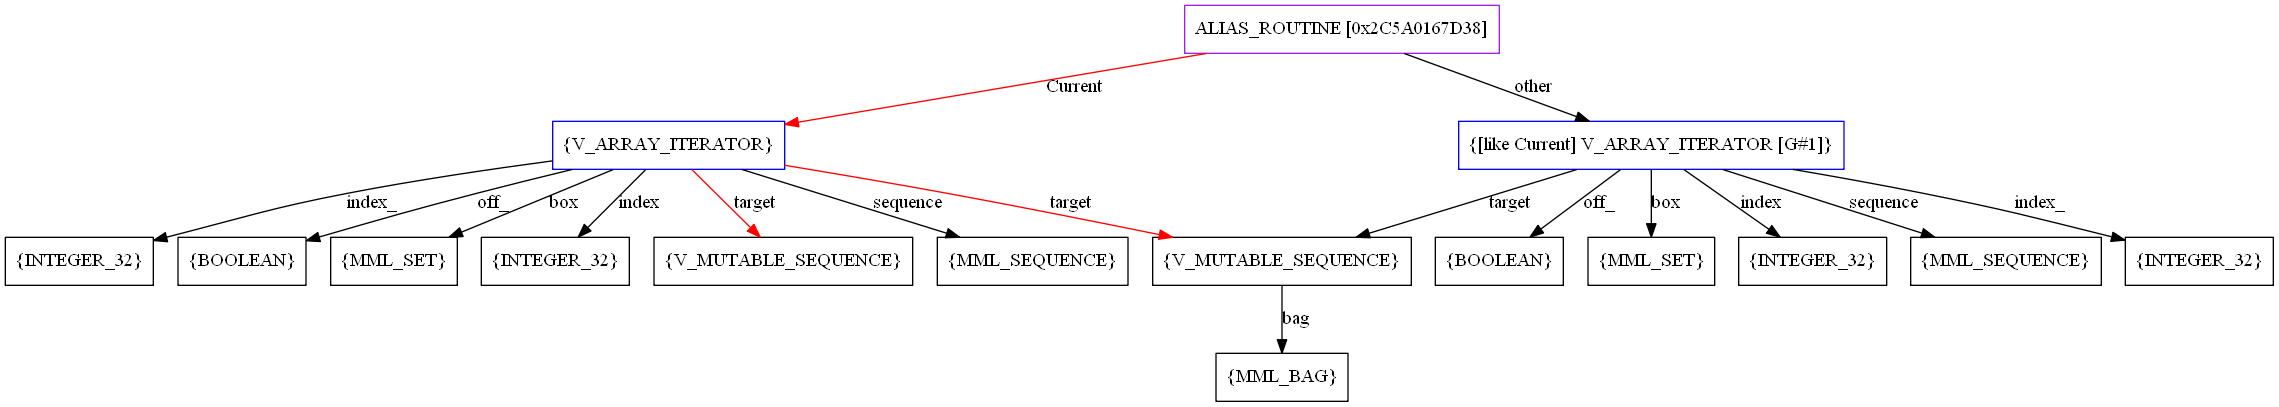 ALIAS_ROUTINE [0x2C5A0167D38]
Current
other
{V_ARRAY_ITERATOR}
{[like Current] V_ARRAY_ITERATOR [G#1]}
index_
off_
box
index
target
sequence
target
target
off_
box
index
sequence
index_
{INTEGER_32}
{BOOLEAN}
{MML_SET}
{INTEGER_32}
{V_MUTABLE_SEQUENCE}
{MML_SEQUENCE}
{V_MUTABLE_SEQUENCE}
{BOOLEAN}
{MML_SET}
{INTEGER_32}
{MML_SEQUENCE}
{INTEGER_32}
bag
{MML_BAG}